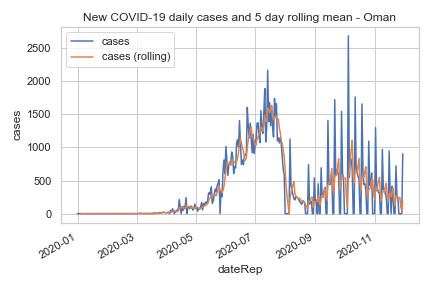 New COVID-19 daily cases and 5 day rolling mean - Oman
cases
cases (rolling)
cases
2500
2000
1500
1000
500
0
2020-01
2020-03
2020-05
2020-07
2020-09
2020-11
dateRep